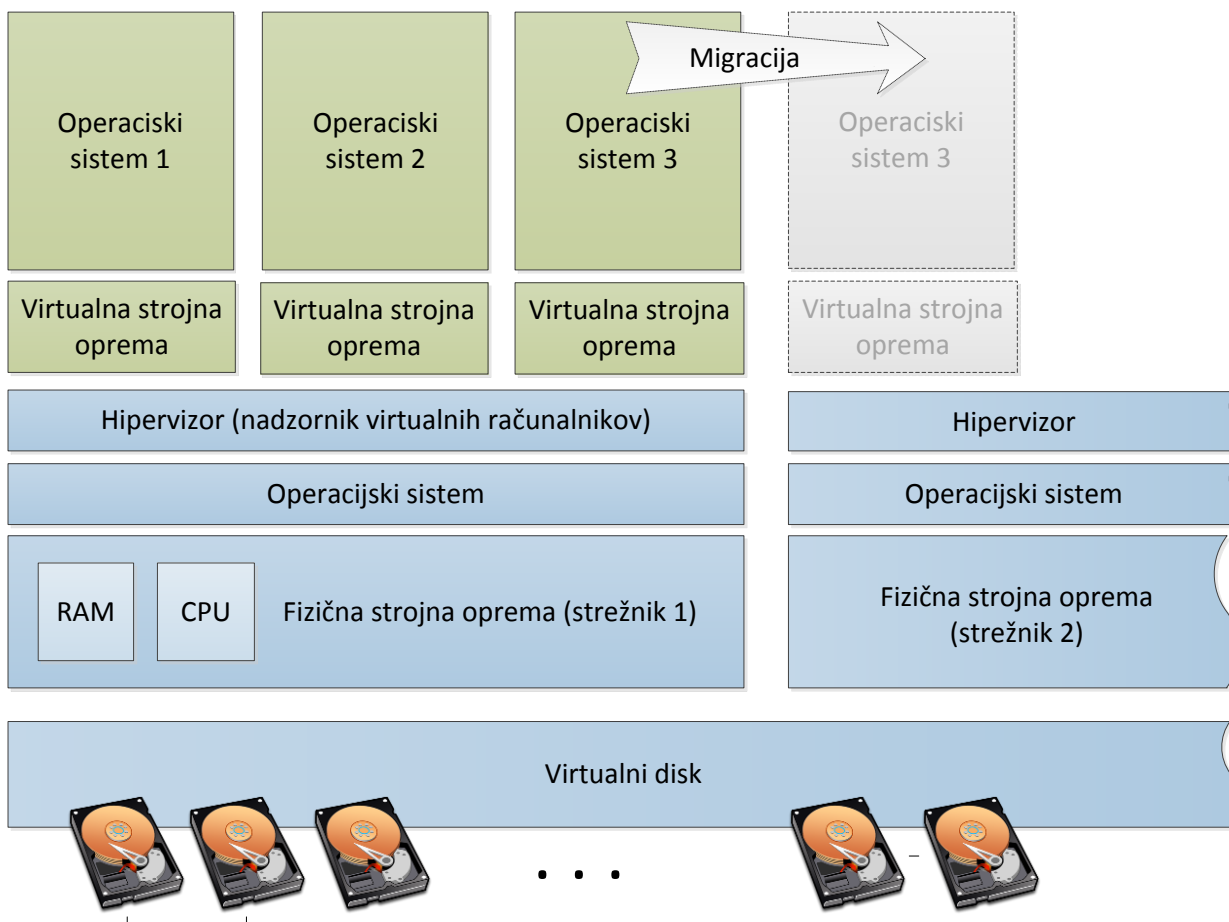 Migracija
Operaciski
sistem 1
Operaciski
sistem 2
Operaciski
sistem 3
Operaciski
sistem 3
Virtualna strojna
oprema
Virtualna strojna
oprema
Virtualna strojna
oprema
Virtualna strojna
oprema
Hipervizor (nadzornik virtualnih računalnikov)
Hipervizor
Operacijski sistem
Operacijski sistem
RAM
CPU
Fizična strojna oprema (strežnik 1)
Fizična strojna oprema
(strežnik 2)
Virtualni disk
. . .